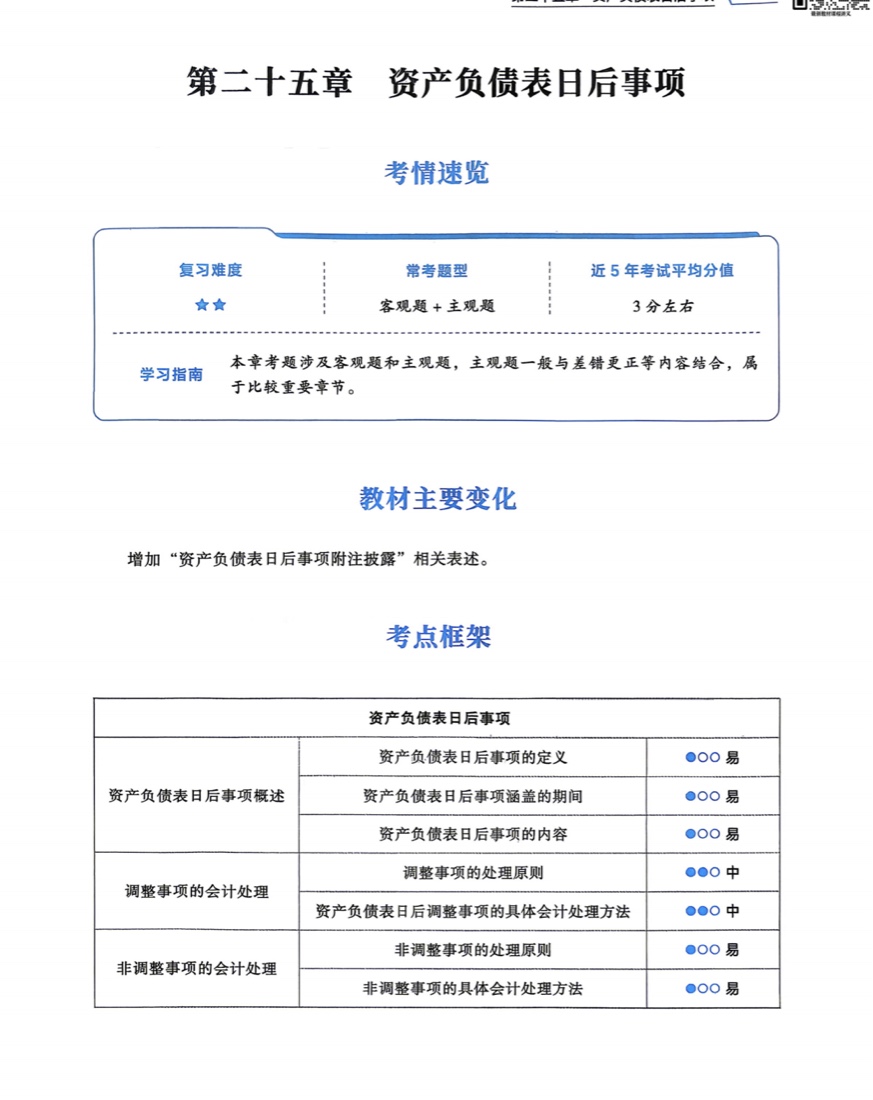 第二十五章 资产负债表日后事项
考情速览
复习难度 常考题型 近5年考试平均分值
★★ 客观题+主观题 3分左右
学习指南
本章考题涉及客观题和主观题，主观题一般与差错更正等内容结合，属
于比较重要章节。
教材主要变化
增加“资产负债表日后事项附注披露”相关表述。
考点框架
资产负债表日后事项
资产负债表日后事项概述
资产负债表日后事项的定义 ●○○ 易
资产负债表日后事项涵盖的期间 ●○○ 易
资产负债表日后事项的内容 ●○○ 易
调整事项的会计处理
调整事项的处理原则 ●●○ 中
资产负债表日后调整事项的具体会计处理方法 ●●○ 中
非调整事项的会计处理
非调整事项的处理原则 ●○○ 易
非调整事项的具体会计处理方法 ●○○ 易